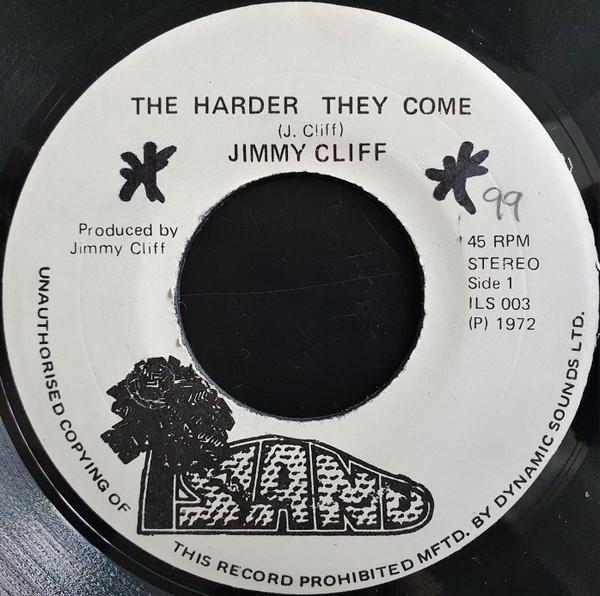 THE HARDER THEY COME
(J. Cliff)
JIMMY CLIFF
99
Produced by
Jimmy Cliff
45 RPM
STEREO
Side 1
ILS 003
(P) 1972
ISLAND
UNAUTHORISED COPYING OF THIS RECORD PROHIBITED MFTD. BY DYNAMIC SOUNDS LTD.